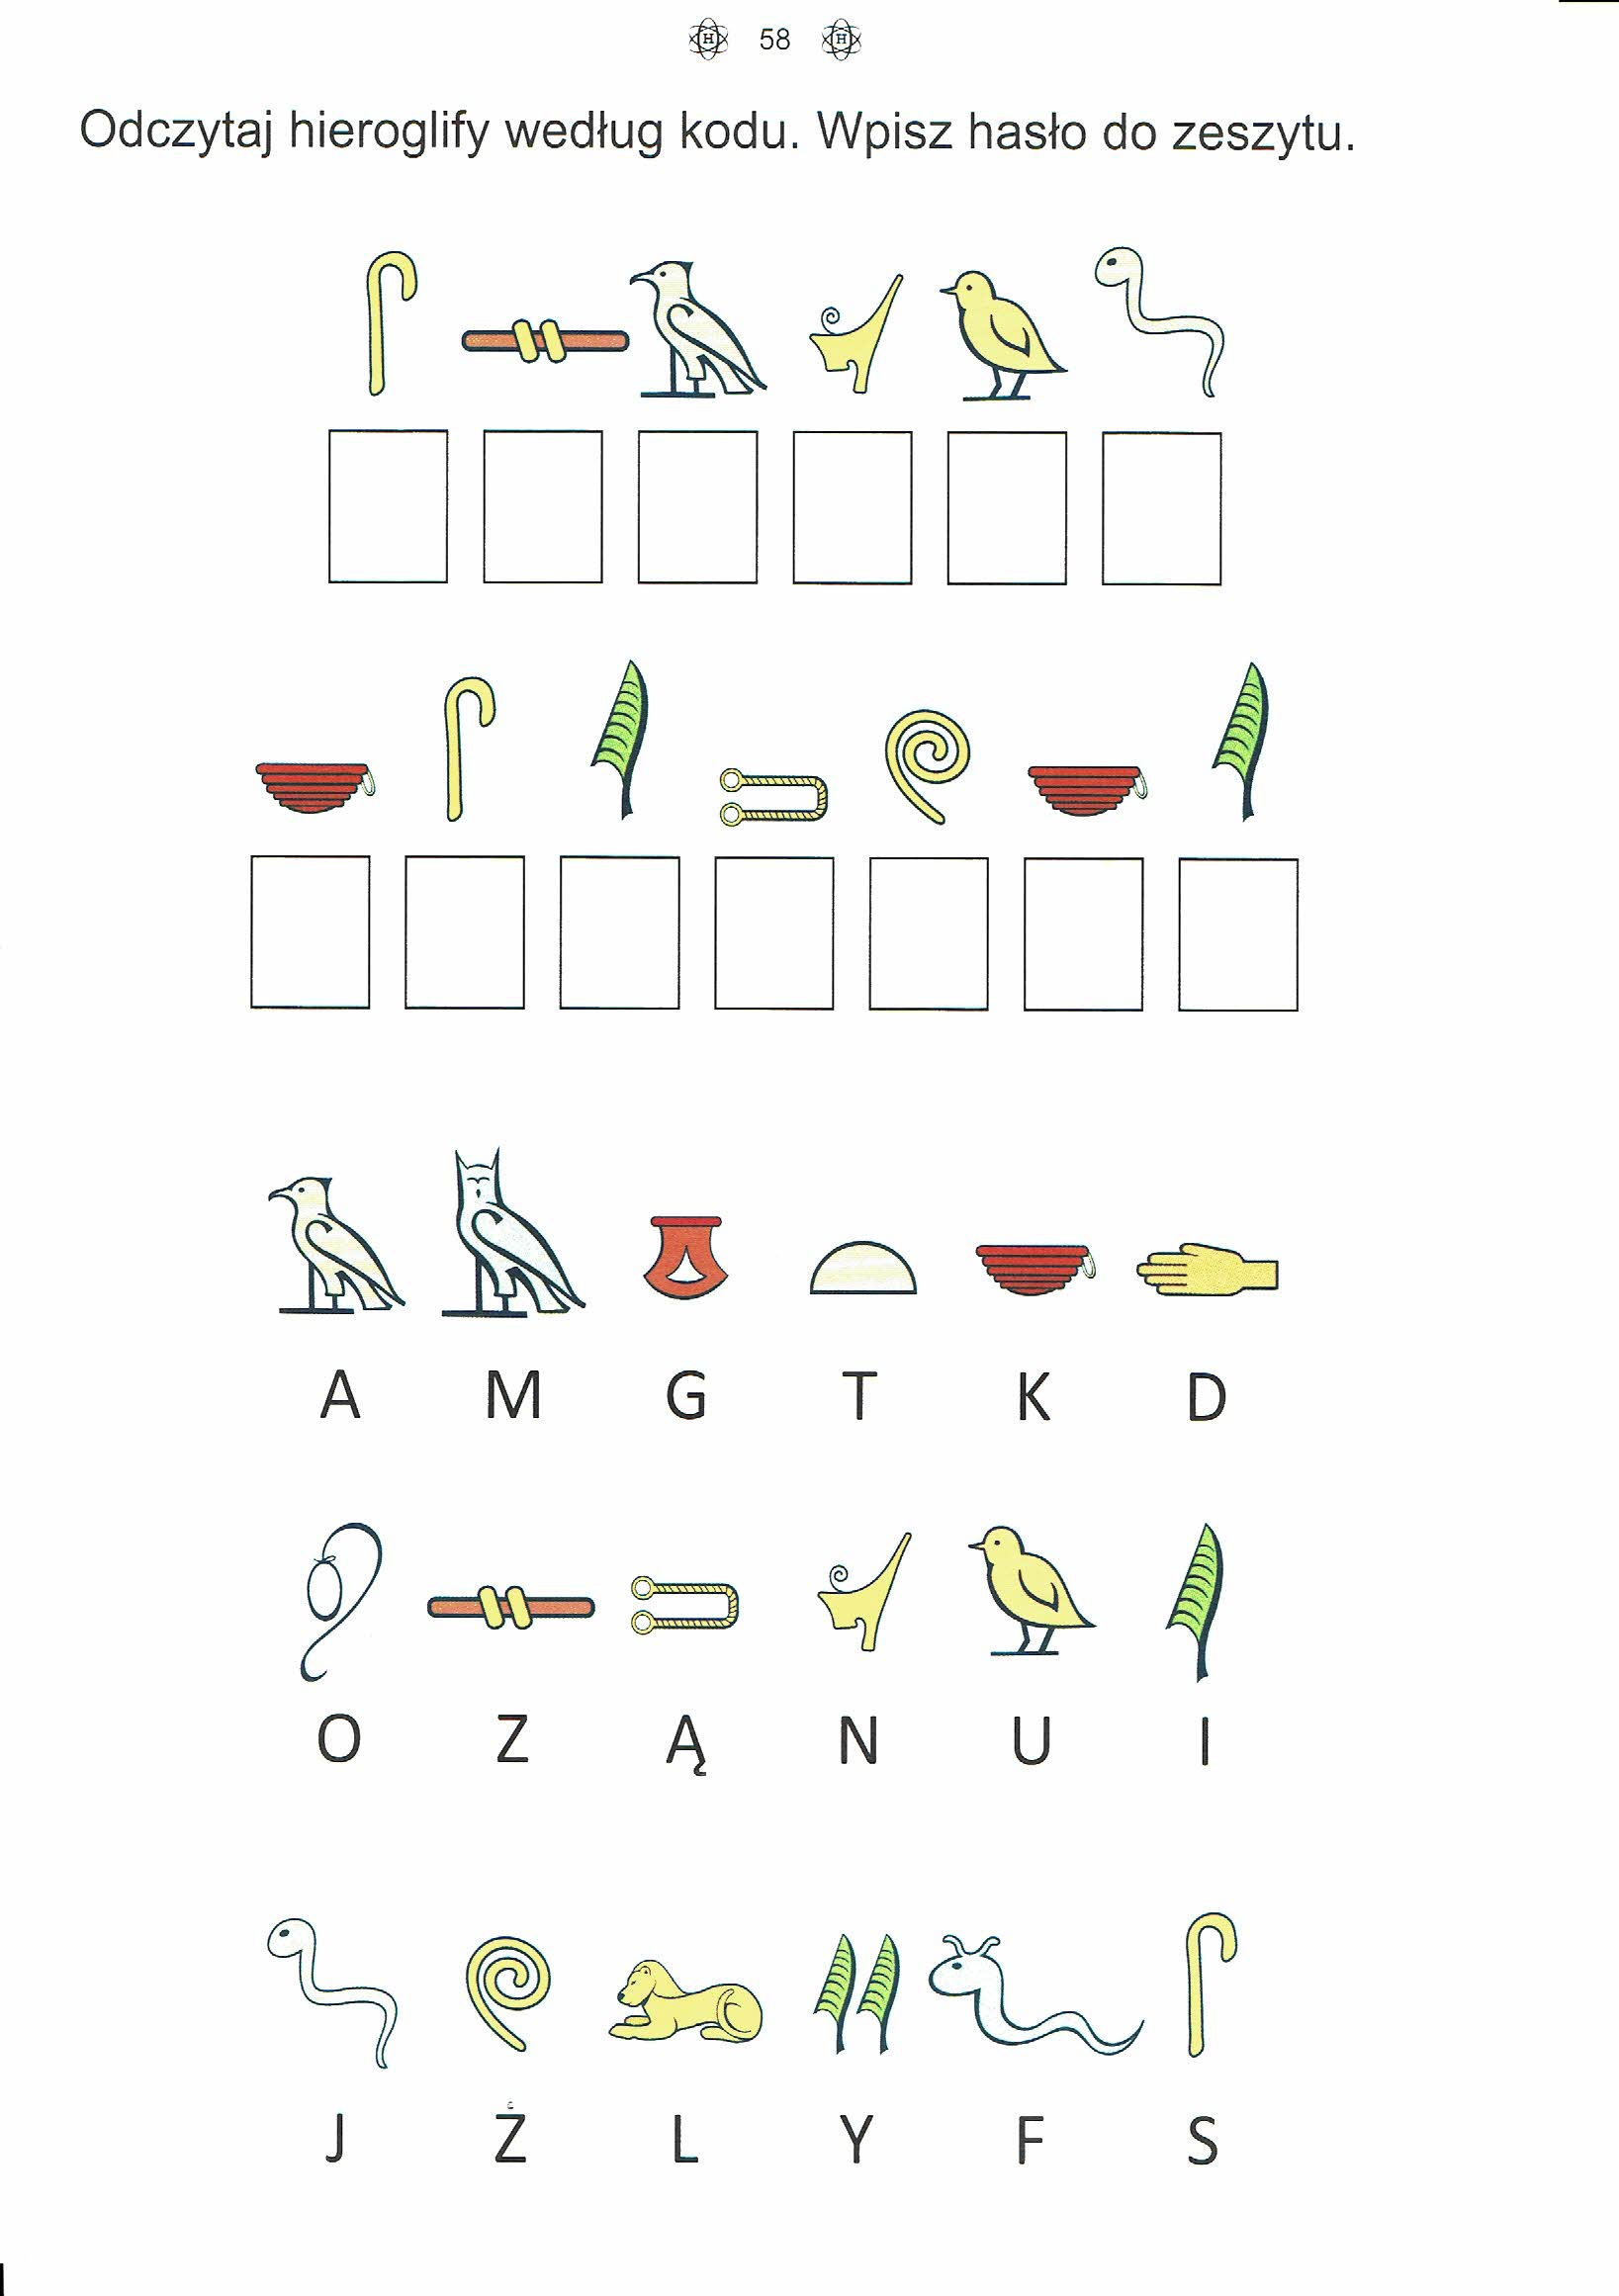 58
Odczytaj hieroglify według kodu. Wpisz hasło do zeszytu.
A M G T K D
O Z Ą N U I
J Ż L Y F S